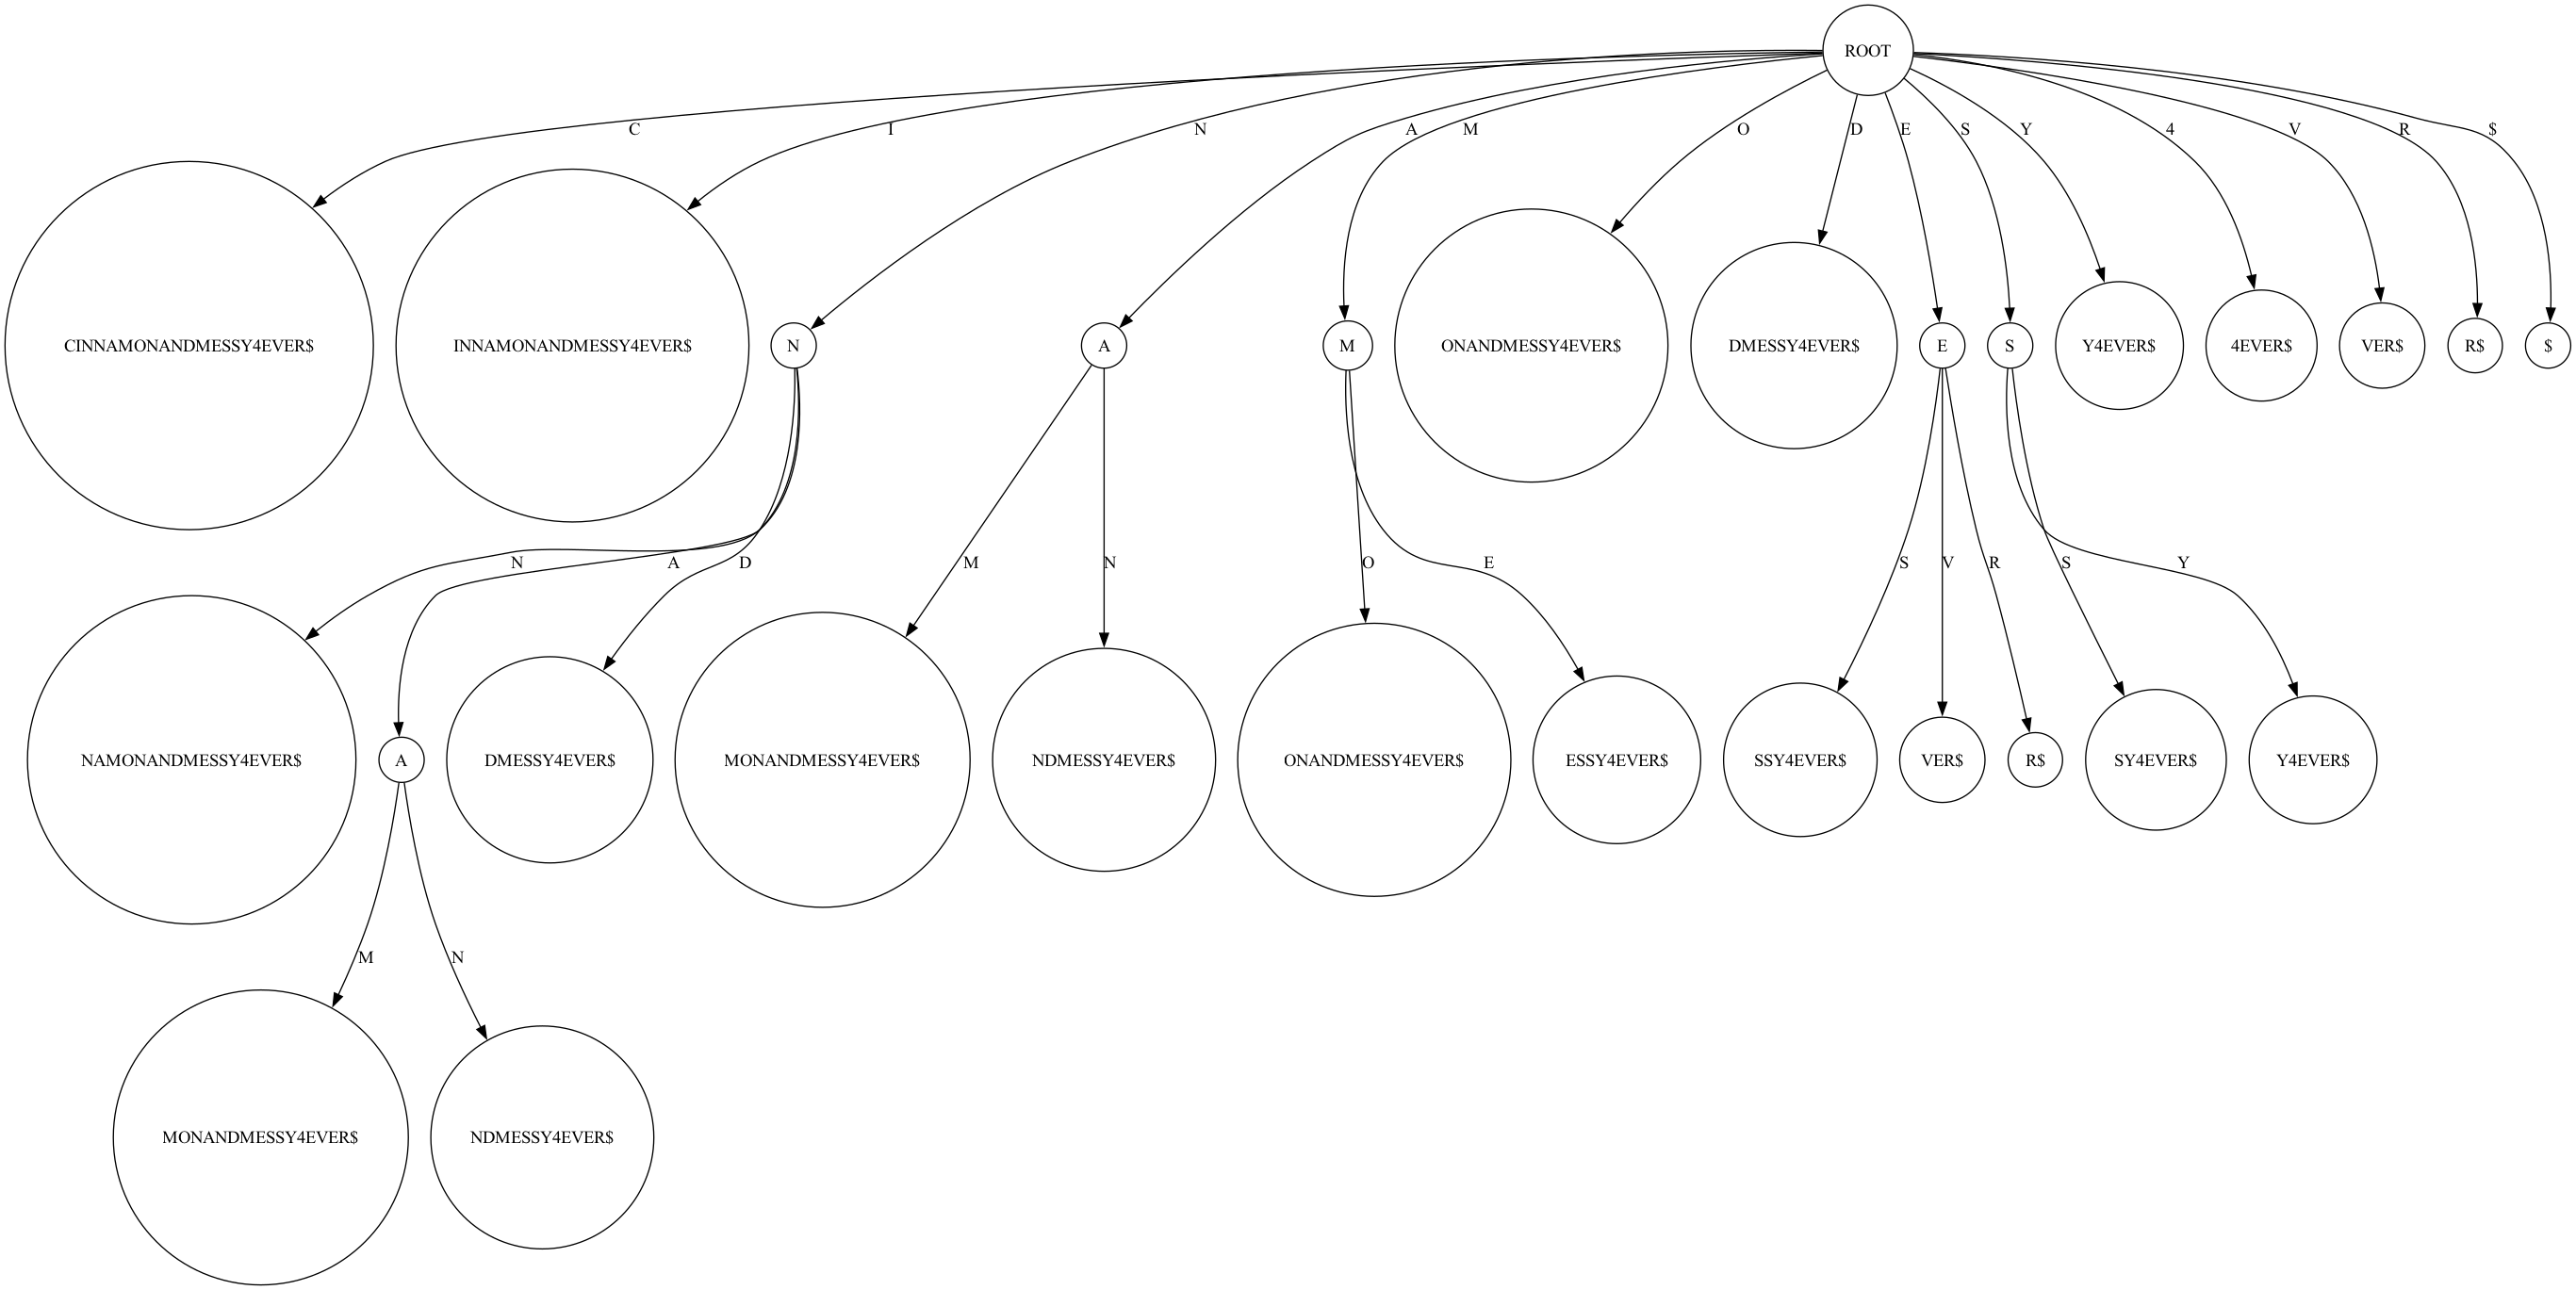 ROOT
C
I
N
A
M
O
D
E
S
Y
4
V
R
$
CINNAMONANDMESSY4EVER$
INNAMONANDMESSY4EVER$
N
A
M
ONANDMESSY4EVER$
DMESSY4EVER$
E
S
Y4EVER$
4EVER$
VER$
R$
$
N
A
D
M
N
O
E
S
V
R
S
Y
NAMONANDMESSY4EVER$
A
DMESSY4EVER$
MONANDMESSY4EVER$
NDMESSY4EVER$
ONANDMESSY4EVER$
ESSY4EVER$
SSY4EVER$
VER$
R$
SY4EVER$
Y4EVER$
M
N
MONANDMESSY4EVER$
NDMESSY4EVER$